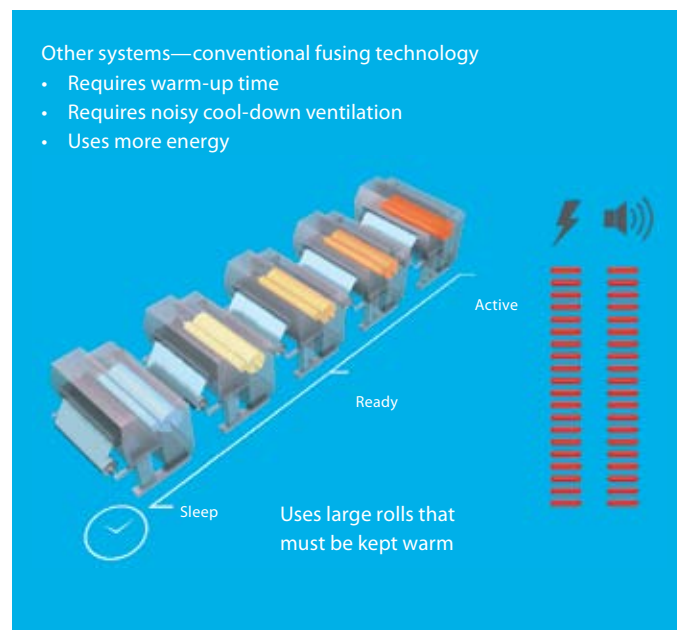 Other systems—conventional fusing technology
• Requires warm-up time
• Requires noisy cool-down ventilation
• Uses more energy
Active
Ready
Sleep
Uses large rolls that
must be kept warm